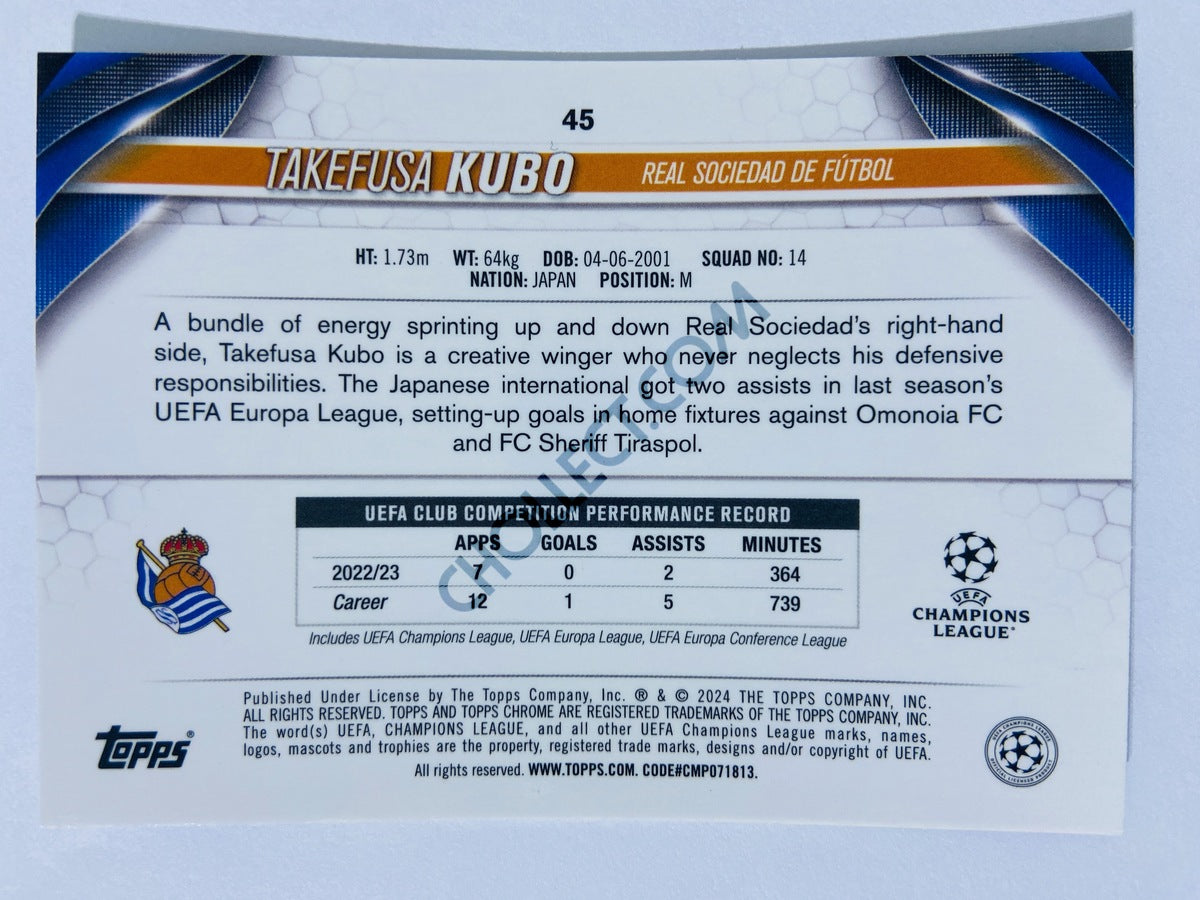 45
TAKEFUSA KUBO REAL SOCIEDAD DE FÚTBOL
HT: 1.73m WT: 64kg DOB: 04-06-2001 SQUAD NO: 14
NATION: JAPAN POSITION: M
A bundle of energy sprinting up and down Real Sociedad's right-hand
side, Takefusa Kubo is a creative winger who never neglects his defensive
responsibilities. The Japanese international got two assists in last season's
UEFA Europa League, setting-up goals in home fixtures against Omonoia FC
and FC Sheriff Tiraspol.
CHOLLECT.COM
UEFA CLUB COMPETITION PERFORMANCE RECORD
APPS GOALS ASSISTS MINUTES
2022/23 7 0 2 364
Career 12 1 5 739
Includes UEFA Champions League, UEFA Europa League, UEFA Europa Conference League
UEFA
CHAMPIONS
LEAGUE®
Published Under License by The Topps Company, Inc. ® & © 2024 THE TOPPS COMPANY, INC.
ALL RIGHTS RESERVED. TOPPS AND TOPPS CHROME ARE REGISTERED TRADEMARKS OF THE TOPPS COMPANY, INC.
The word(s) UEFA, CHAMPIONS LEAGUE, and all other UEFA Champions League marks, names,
logos, mascots and trophies are the property, registered trade marks, designs and/or copyright of UEFA.
All rights reserved. WWW.TOPPS.COM. CODE#CMP071813.
topps®
CHAMPIONS LEAGUE
OFFICIAL LICENSED PRODUCT